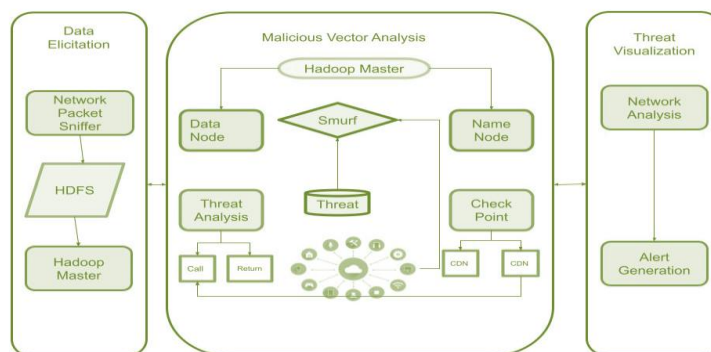 Data
Elicitation
Network
Packet
Sniffer
HDFS
Hadoop
Master
Malicious Vector Analysis
Hadoop Master
Data
Node
Smurf
Name
Node
Threat
Analysis
Threat
Check
Point
Call
Return
CDN
CDN
Threat
Visualization
Network
Analysis
Alert
Generation